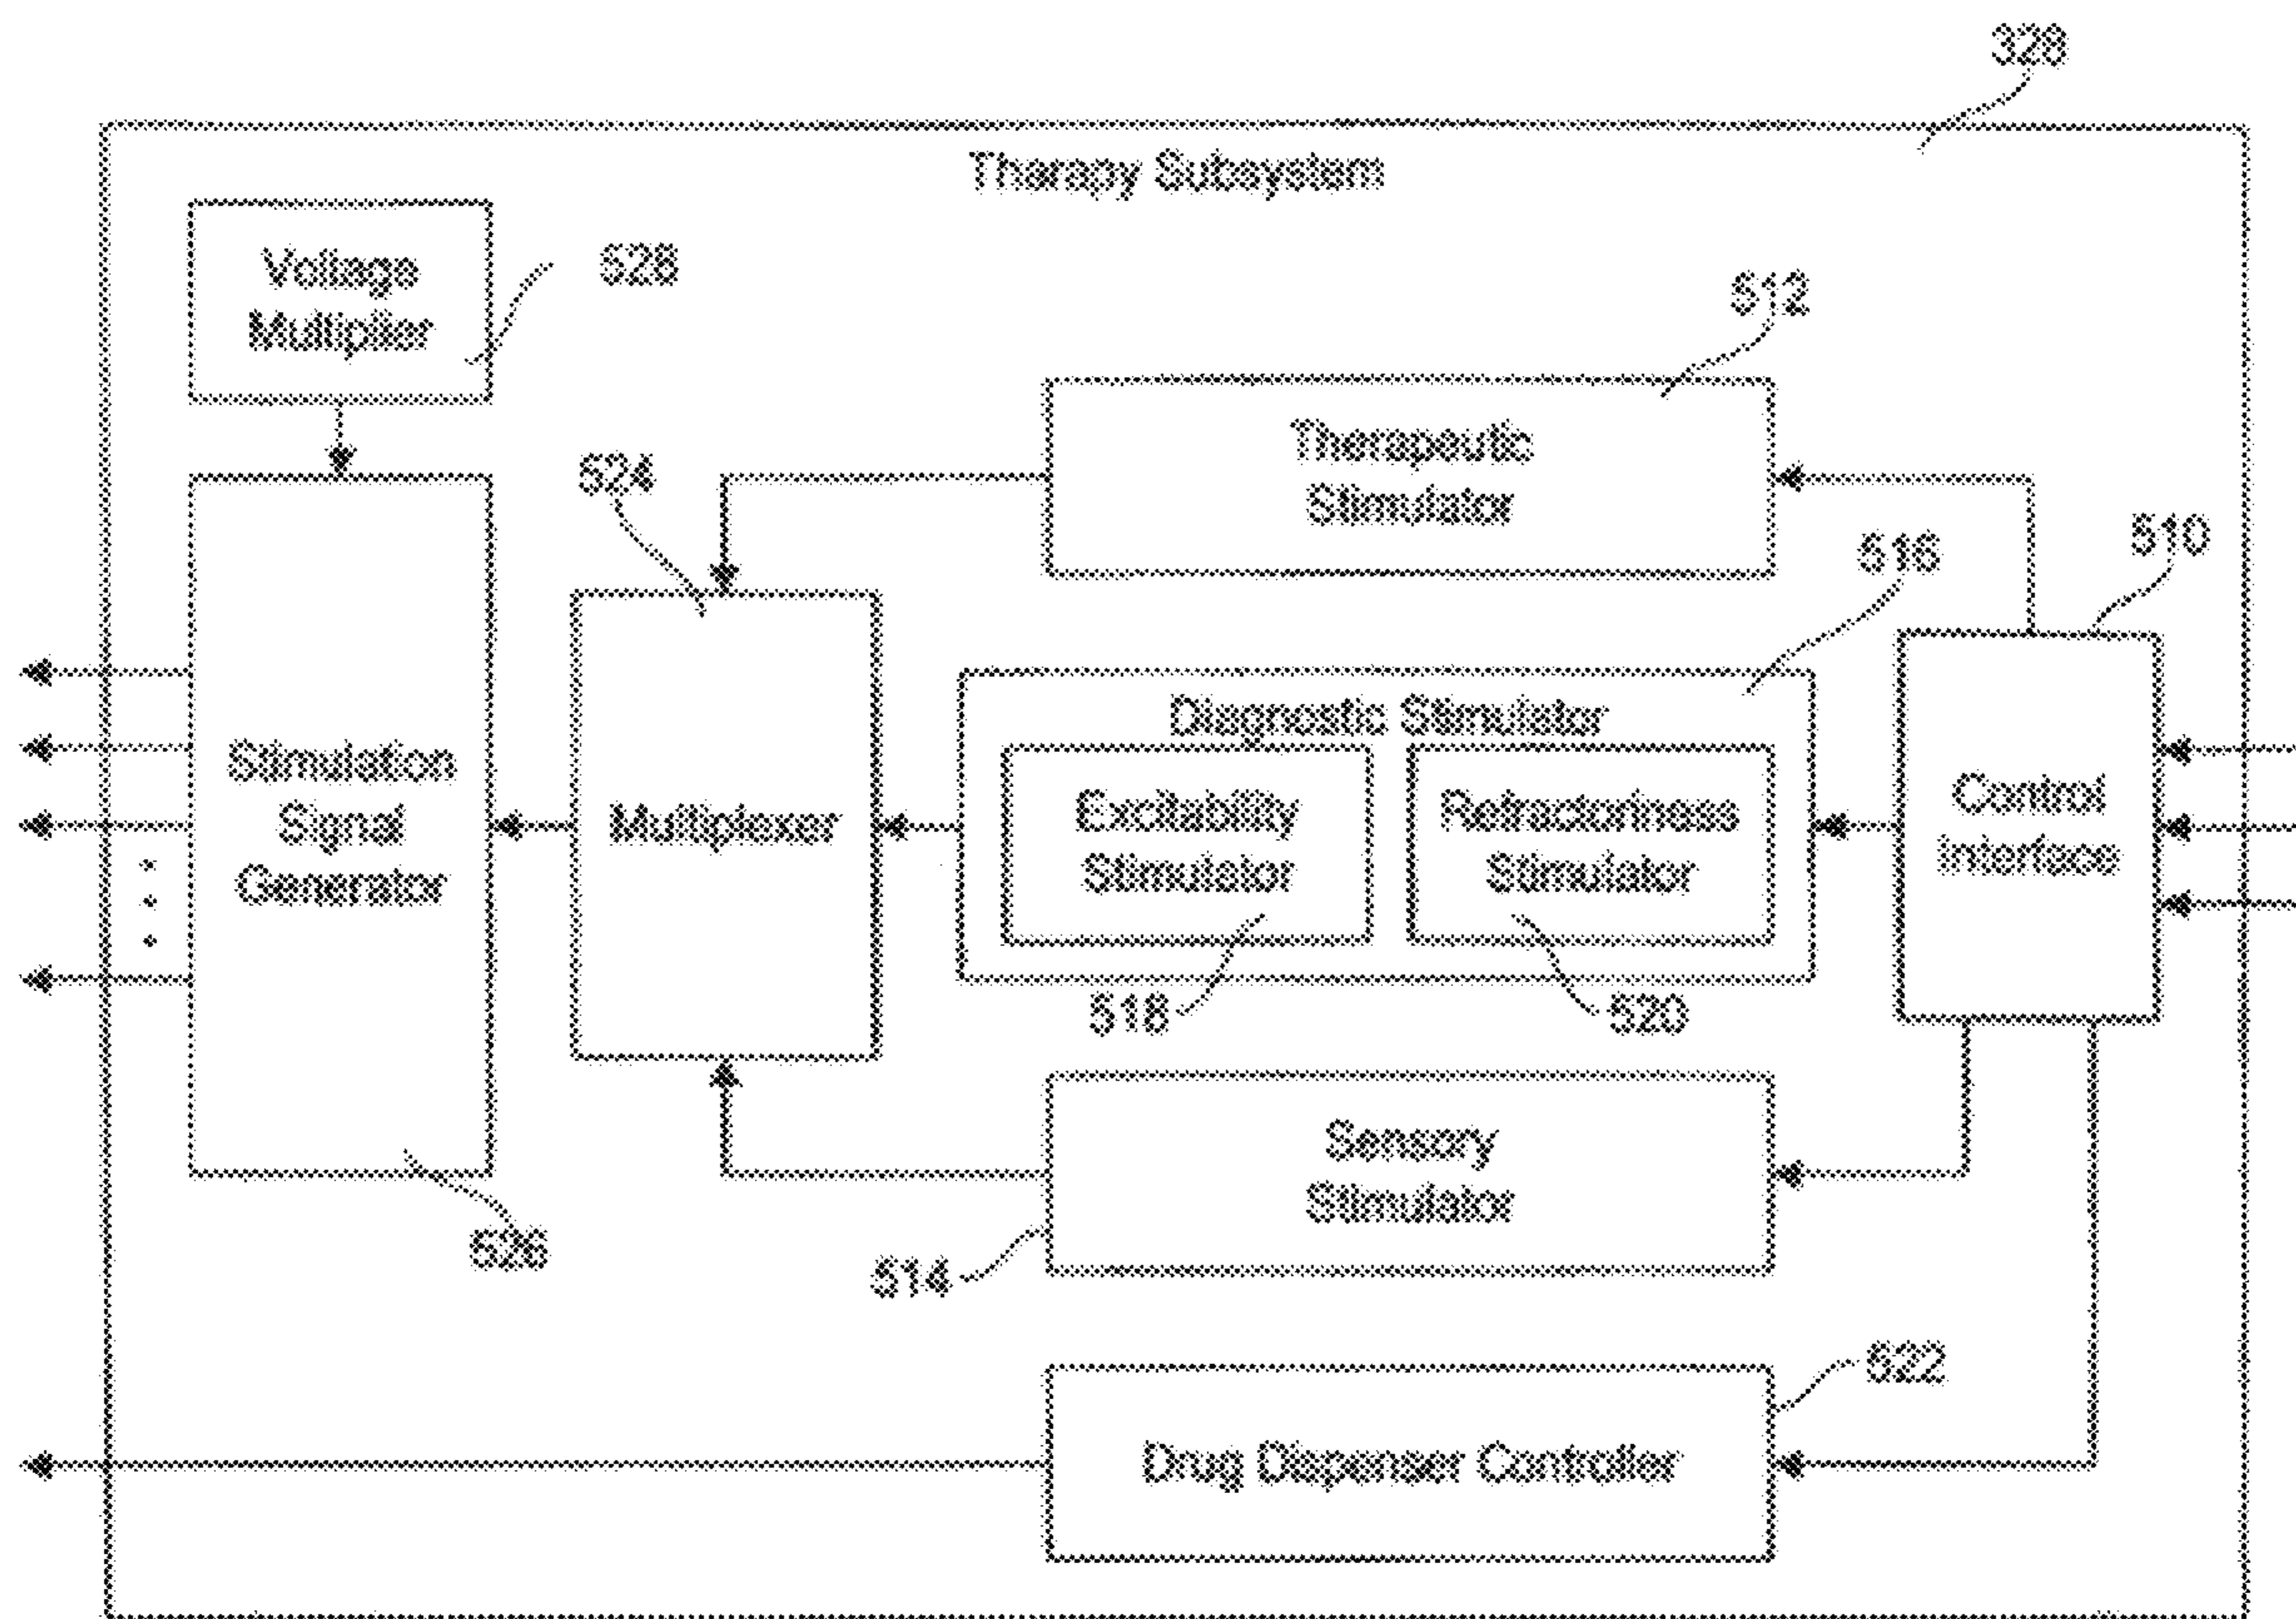 328
Therapy Subsystem
Voltage
Multiplier
528
512
Therapeutic
Stimulator
524
516
510
Diagnostic Stimulator
Stimulation
Signal
Generator
Multiplexer
Excitability
Stimulator
Refractoriness
Stimulator
Control
Interface
518
520
Sensory
Stimulator
526
514
522
Drug Dispenser Controller